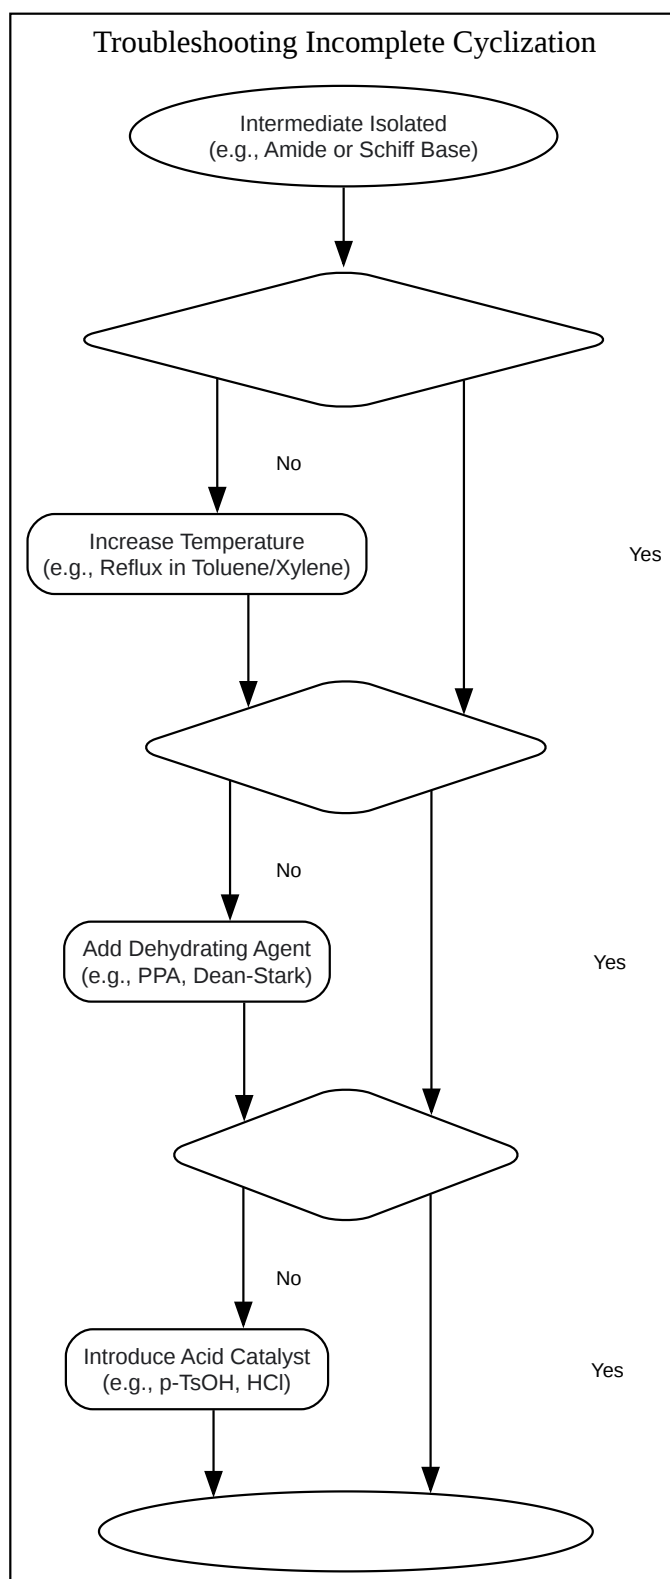 Troubleshooting Incomplete Cyclization
Intermediate Isolated
(e.g., Amide or Schiff Base)
No
Increase Temperature
(e.g., Reflux in Toluene/Xylene)
Yes
No
Add Dehydrating Agent
(e.g., PPA, Dean-Stark)
Yes
No
Introduce Acid Catalyst
(e.g., p-TsOH, HCl)
Yes